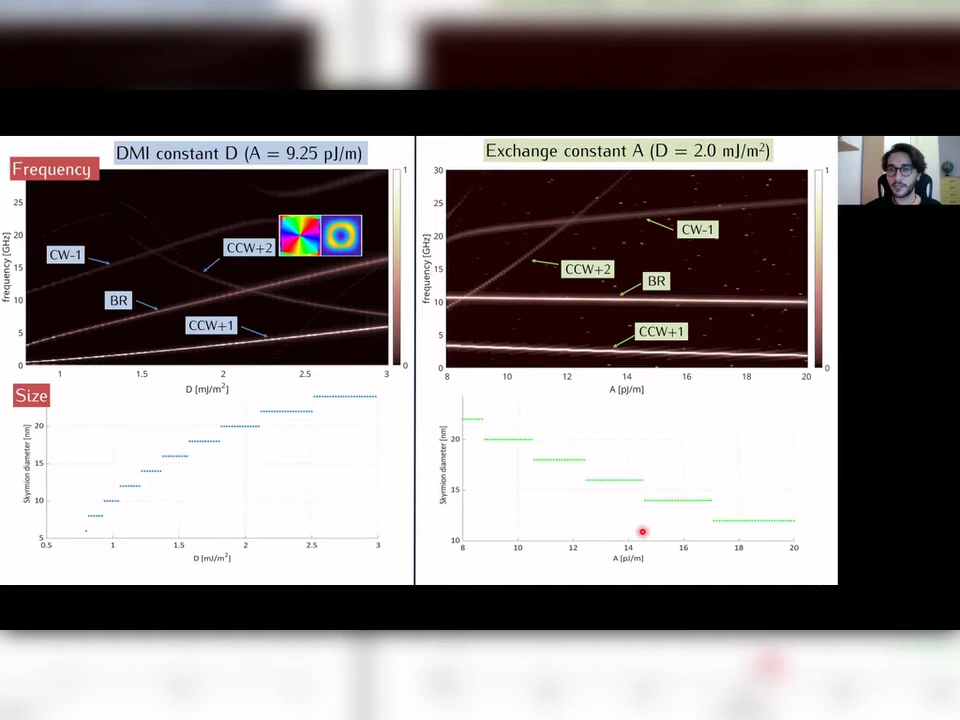 DMI constant D (A = 9.25 pJ/m)
Exchange constant A (D = 2.0 mJ/m²)
Frequency
frequency [GHz]
25
20
15
10
5
0
CW-1
CCW+2
BR
CCW+1
1
0
1 1.5 2 2.5 3
D [mJ/m²]
frequency [GHz]
30
25
20
15
10
5
0
CW-1
CCW+2
BR
CCW+1
1
0
8 10 12 14 16 18 20
A [pJ/m]
Size
Skyrmion diameter [nm]
20
15
10
5
0.5 1 1.5 2 2.5 3
D [mJ/m²]
Skyrmion diameter [nm]
20
15
10
8 10 12 14 16 18 20
A [pJ/m]